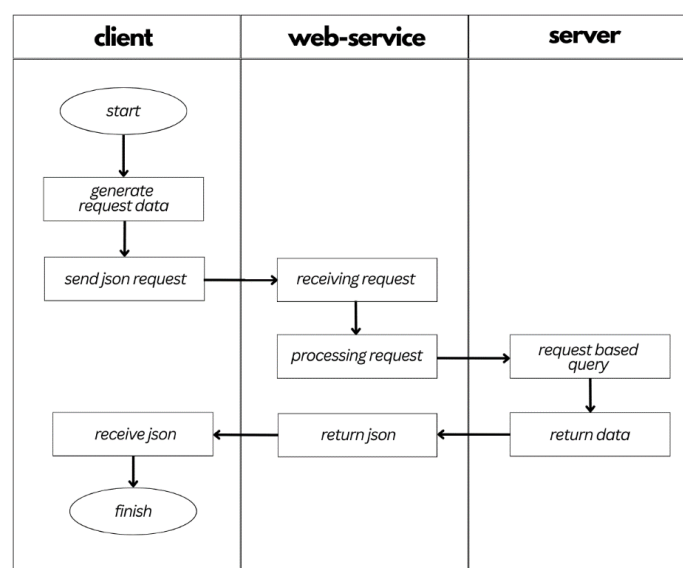 client
web-service
server
start
generate
request data
send json request
receiving request
processing request
request based
query
receive json
return json
return data
finish